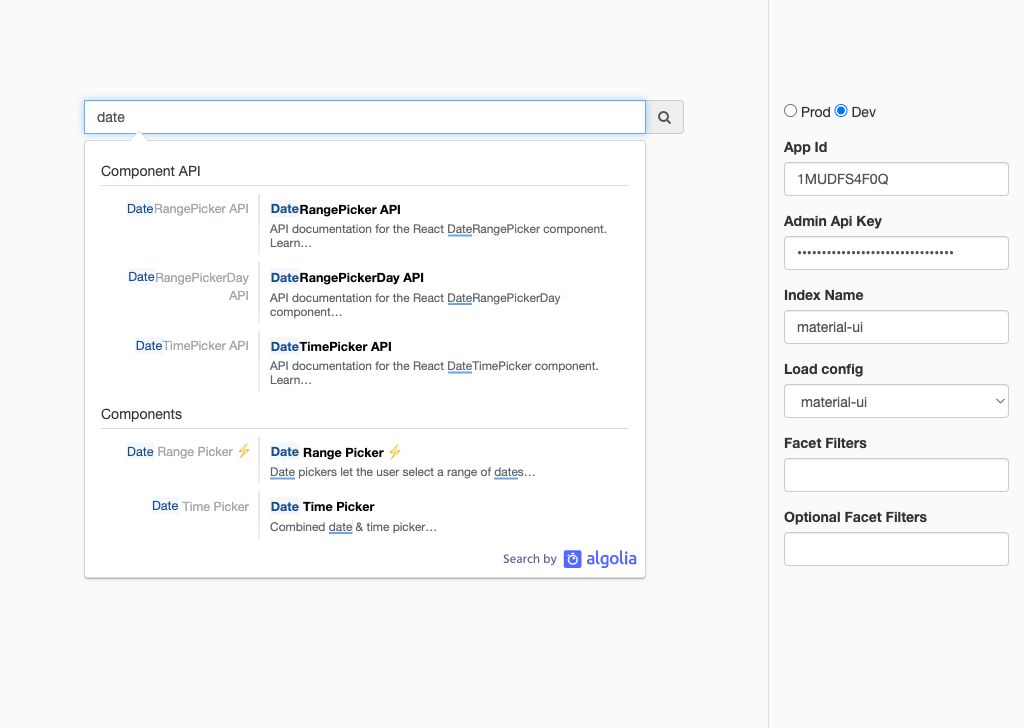 date
Component API
DateRangePicker API
DateRangePicker API
API documentation for the React DateRangePicker component.
Learn…
DateRangePickerDay
API
DateRangePickerDay API
API documentation for the React DateRangePickerDay
component…
DateTimePicker API
DateTimePicker API
API documentation for the React DateTimePicker component.
Learn…
Components
Date Range Picker ⚡
Date Range Picker ⚡
Date pickers let the user select a range of dates…
Date Time Picker
Date Time Picker
Combined date & time picker…
Search by algolia
Prod Dev
App Id
1MUDFS4F0Q
Admin Api Key
•••••••••••••••••••••••••••••••
Index Name
material-ui
Load config
material-ui
Facet Filters
Optional Facet Filters